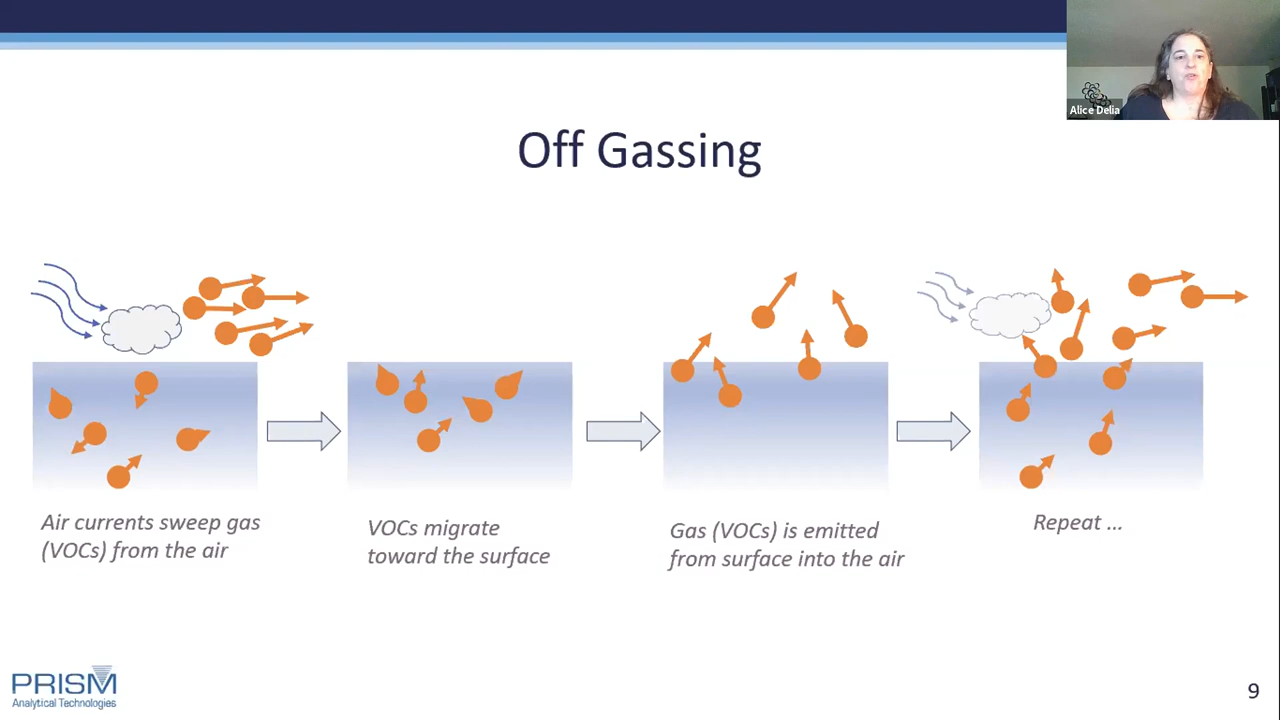 Alice Delia
Off Gassing
Air currents sweep gas
(VOCs) from the air
VOCs migrate
toward the surface
Gas (VOCs) is emitted
from surface into the air
Repeat ...
PRISM
Analytical Technologies
9